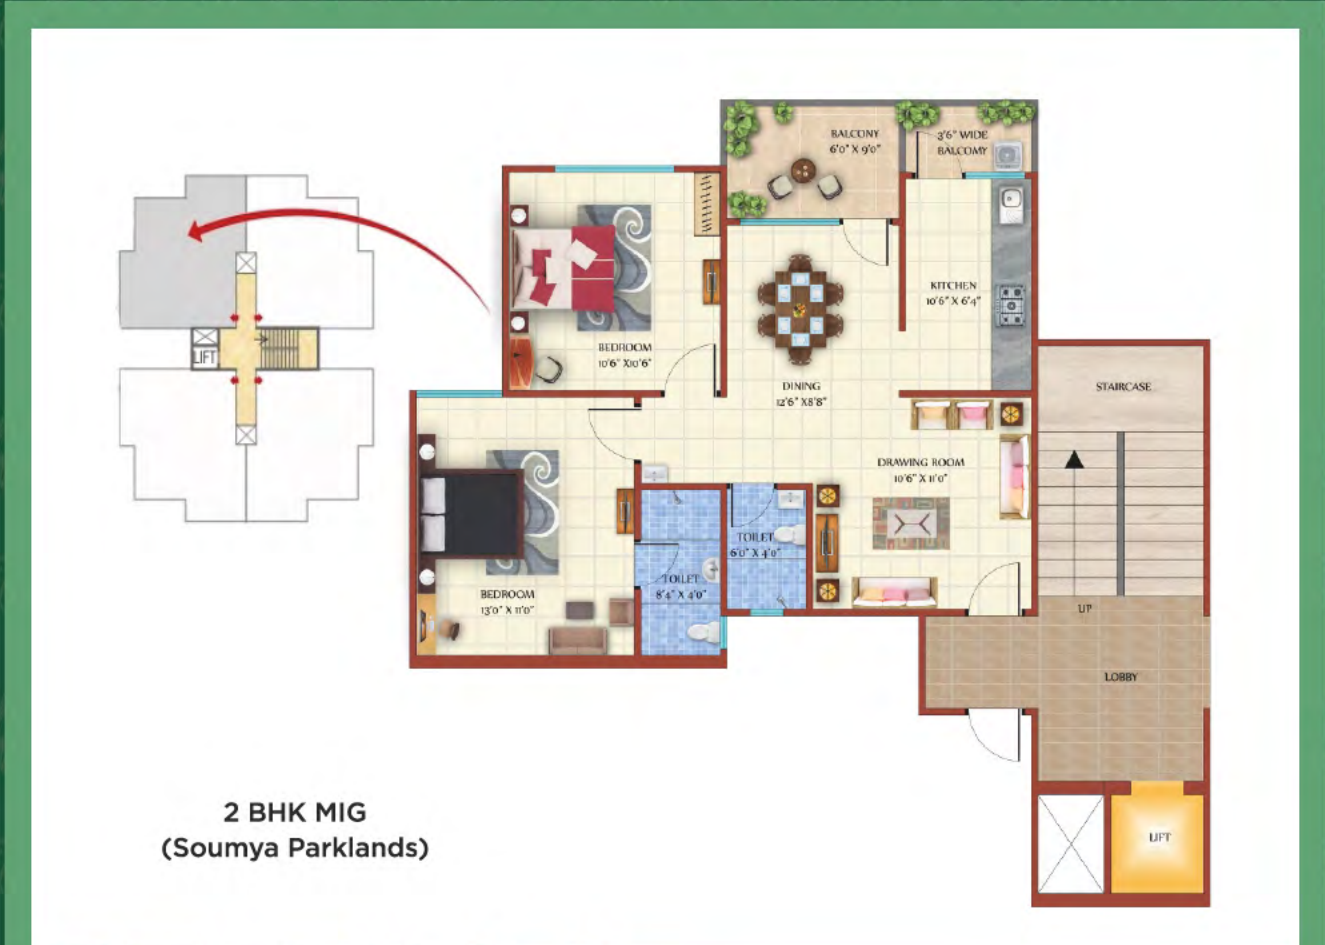 BALCONY
6'0" X 9'0"
3'6" WIDE
BALCOMY
LIFT
BEDROOM
10'6" X10'6"
KITCHEN
10'6" X 6'4"
DINING
12'6" X8'8"
STAIRCASE
DRAWING ROOM
10'6" X 11'0"
TOILET
6'0" X 4'0"
TOILET
8'4" X 4'0"
BEDROOM
13'0" X 11'0"
UP
LOBBY
LIFT
2 BHK MIG
(Soumya Parklands)